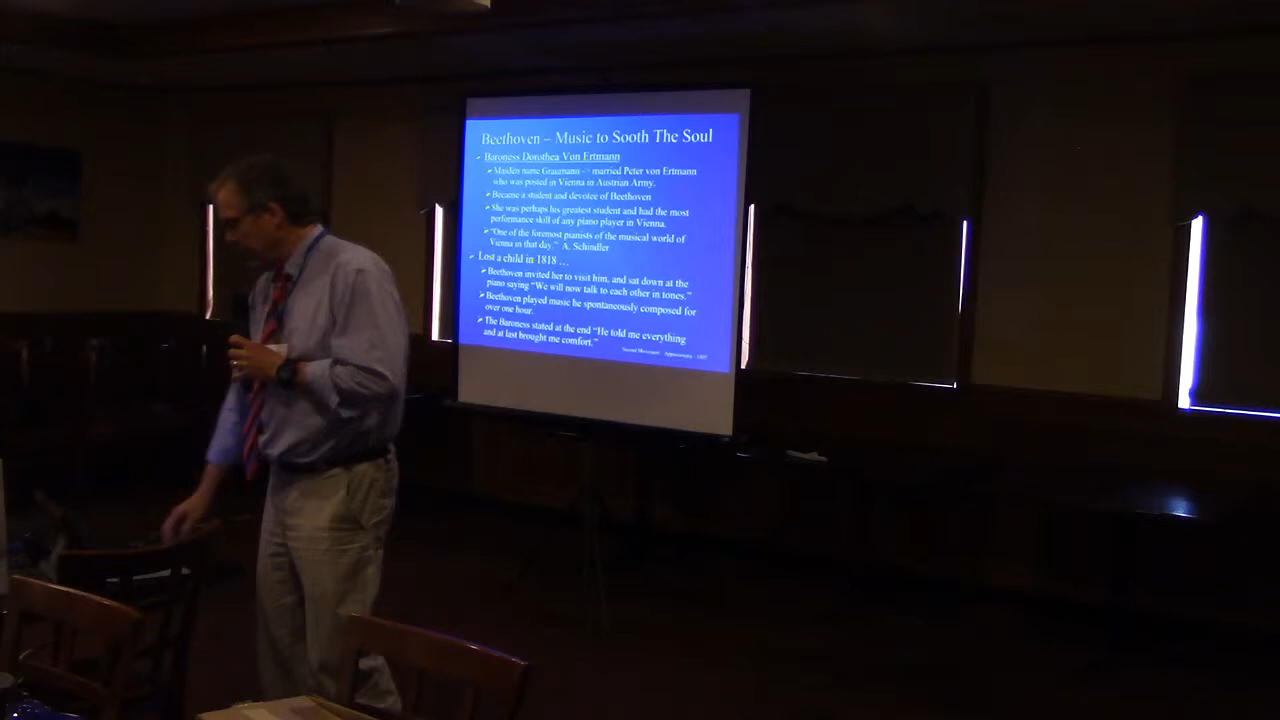 Beethoven – Music to Sooth The Soul
Baroness Dorothea Von Ertmann
Maiden name Graumann -> married Peter von Ertmann
who was posted in Vienna in Austrian Army.
Became a student and devotee of Beethoven
She was perhaps his greatest student and had the most
performance skill of any piano player in Vienna.
"One of the foremost pianists of the musical world of
Vienna in that day." A. Schindler
Lost a child in 1818 …
Beethoven invited her to visit him, and sat down at the
piano saying "We will now talk to each other in tones."
Beethoven played music he spontaneously composed for
over one hour.
The Baroness stated at the end "He told me everything
and at last brought me comfort."
Second Movement - Appassionata -